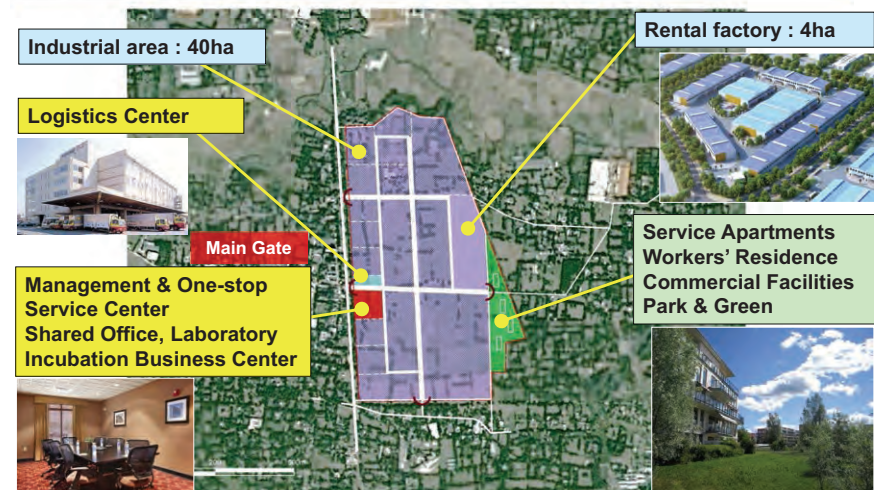 Industrial area : 40ha
Rental factory : 4ha
Logistics Center
Main Gate
Service Apartments
Workers' Residence
Commercial Facilities
Park & Green
Management & One-stop
Service Center
Shared Office, Laboratory
Incubation Business Center